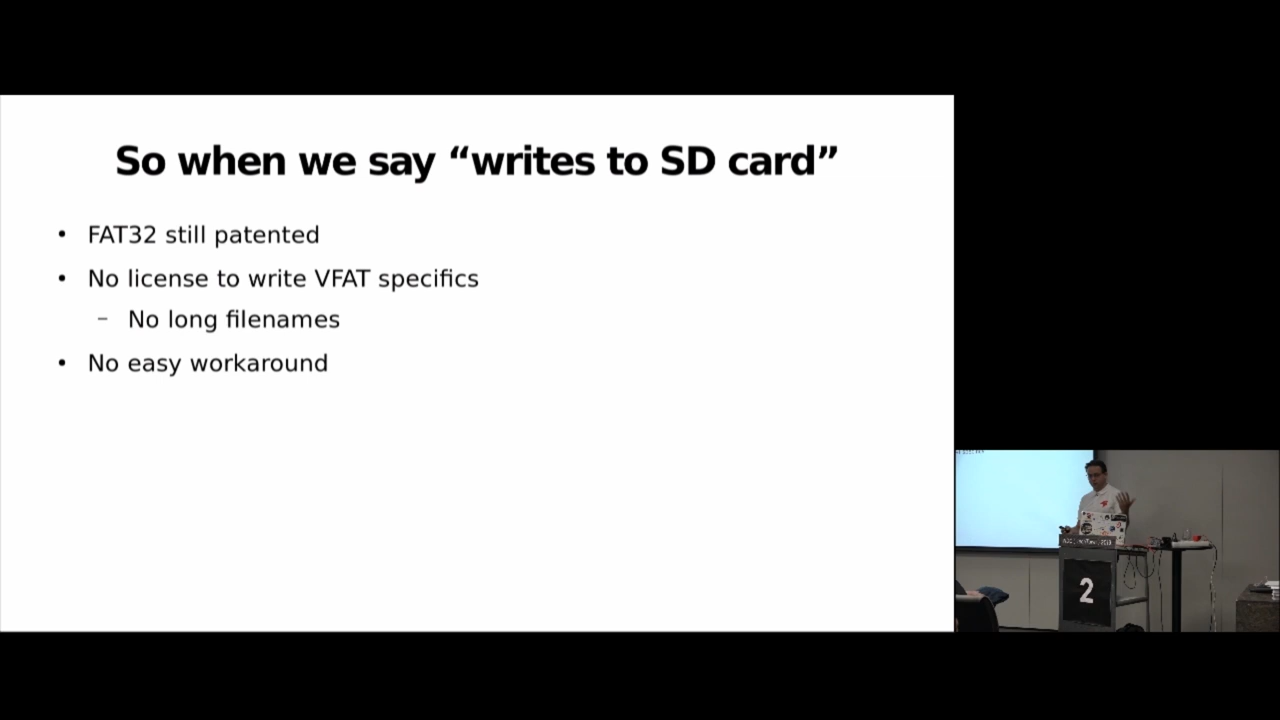 So when we say “writes to SD card”
• FAT32 still patented
• No license to write VFAT specifics
– No long filenames
• No easy workaround
2